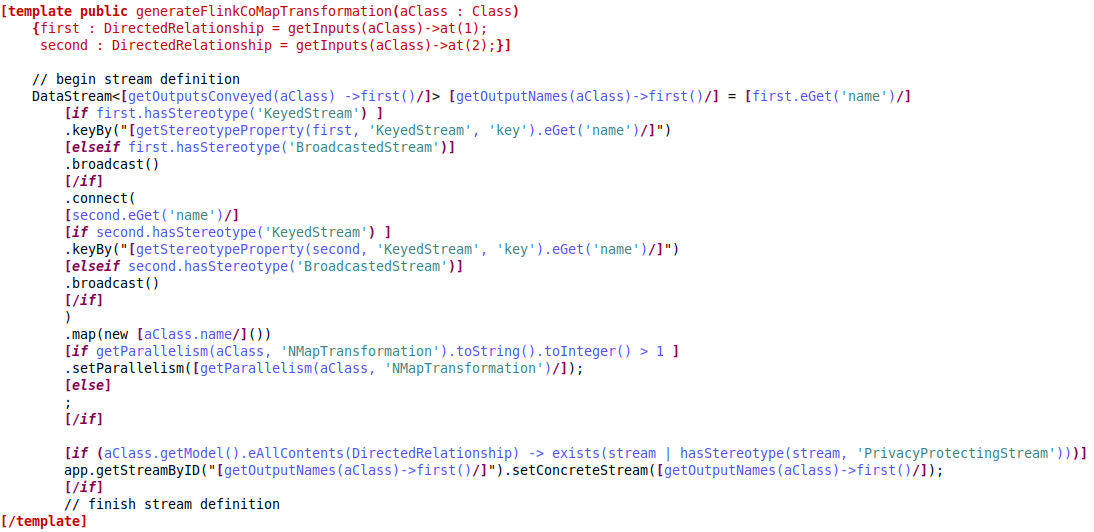 [template public generateFlinkCoMapTransformation(aClass : Class)
    {first : DirectedRelationship = getInputs(aClass)->at(1);
     second : DirectedRelationship = getInputs(aClass)->at(2);}]

    // begin stream definition
    DataStream<[getOutputsConveyed(aClass) ->first()/]> [getOutputNames(aClass)->first()/] = [first.eGet('name')/]
        [if first.hasStereotype('KeyedStream') ]
        .keyBy("[getStereotypeProperty(first, 'KeyedStream', 'key').eGet('name')/]")
        [elseif first.hasStereotype('BroadcastedStream')]
        .broadcast()
        [/if]
        .connect(
        [second.eGet('name')/]
        [if second.hasStereotype('KeyedStream') ]
        .keyBy("[getStereotypeProperty(second, 'KeyedStream', 'key').eGet('name')/]")
        [elseif second.hasStereotype('BroadcastedStream')]
        .broadcast()
        [/if]
        )
        .map(new [aClass.name/]())
        [if getParallelism(aClass, 'NMapTransformation').toString().toInteger() > 1 ]
        .setParallelism([getParallelism(aClass, 'NMapTransformation')/]);
        [else]
        ;
        [/if]

        [if (aClass.getModel().eAllContents(DirectedRelationship) -> exists(stream | hasStereotype(stream, 'PrivacyProtectingStream')))]
        app.getStreamByID("[getOutputNames(aClass)->first()/]").setConcreteStream([getOutputNames(aClass)->first()/]);
        [/if]
        // finish stream definition
[/template]